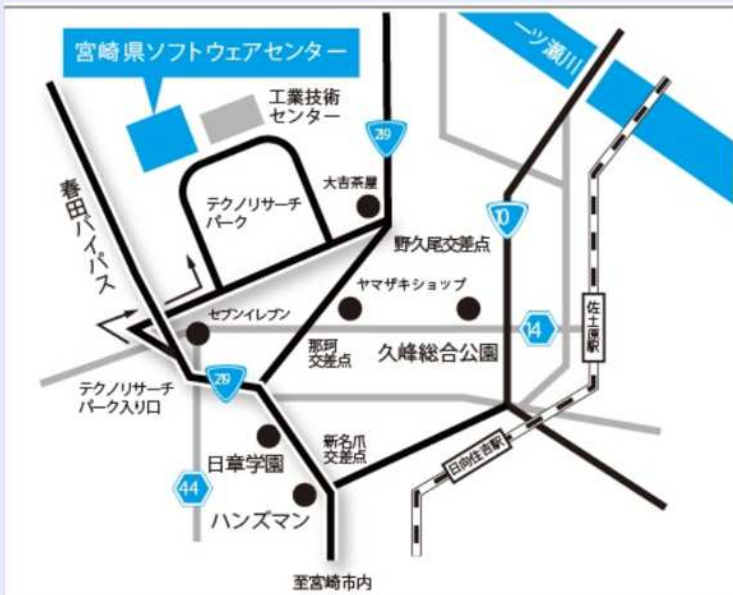 宮崎県ソフトウェアセンター
一ツ瀬川
工業技術
センター
219
大吉茶屋
テクノリサーチ
パーク
10
春田バイパス
野久尾交差点
ヤマザキショップ
セブンイレブン
14
佐土原駅
那珂
交差点
久峰総合公園
219
テクノリサーチ
パーク入り口
新名爪
交差点
日章学園
日向住吉駅
44
ハンズマン
至宮崎市内